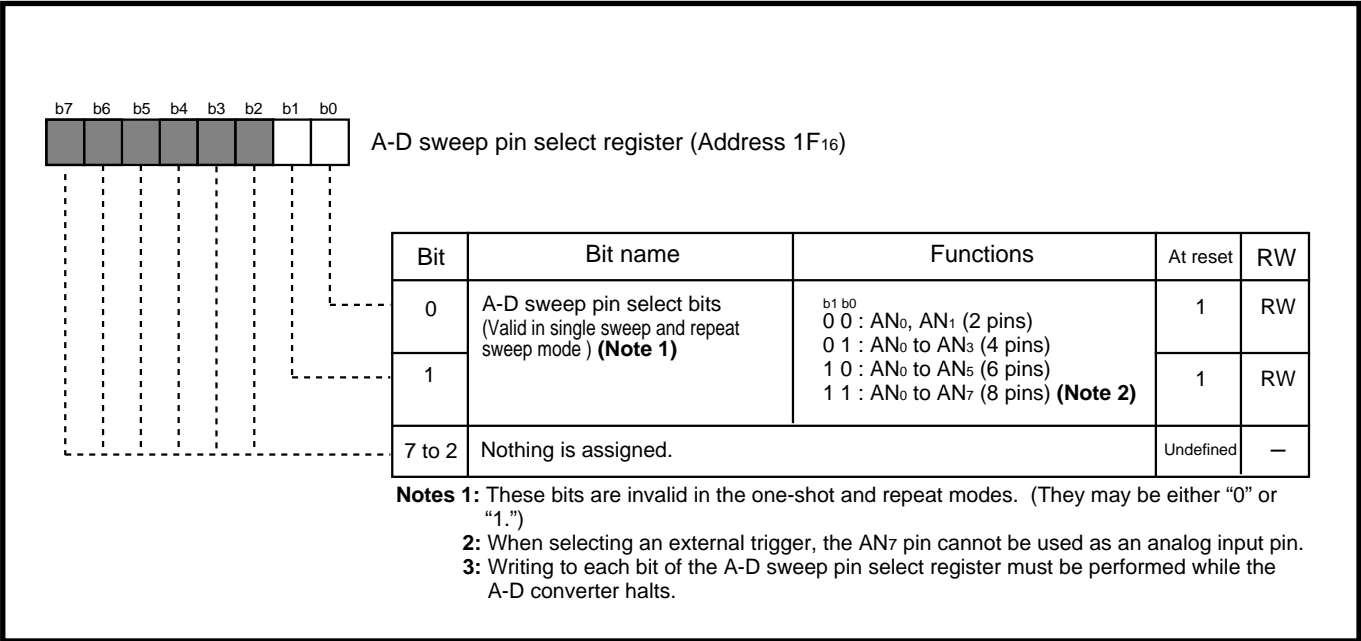 b7 b6 b5 b4 b3 b2 b1 b0
A-D sweep pin select register (Address 1F₁₆)
Bit Bit name Functions At reset RW
0 A-D sweep pin select bits
(Valid in single sweep and repeat
sweep mode ) (Note 1)
b1 b0
0 0 : AN₀, AN₁ (2 pins)
0 1 : AN₀ to AN₃ (4 pins)
1 0 : AN₀ to AN₅ (6 pins)
1 1 : AN₀ to AN₇ (8 pins) (Note 2)
1 RW
1
1 RW
7 to 2 Nothing is assigned. Undefined –
Notes 1: These bits are invalid in the one-shot and repeat modes. (They may be either “0” or
“1.”)
2: When selecting an external trigger, the AN₇ pin cannot be used as an analog input pin.
3: Writing to each bit of the A-D sweep pin select register must be performed while the
A-D converter halts.